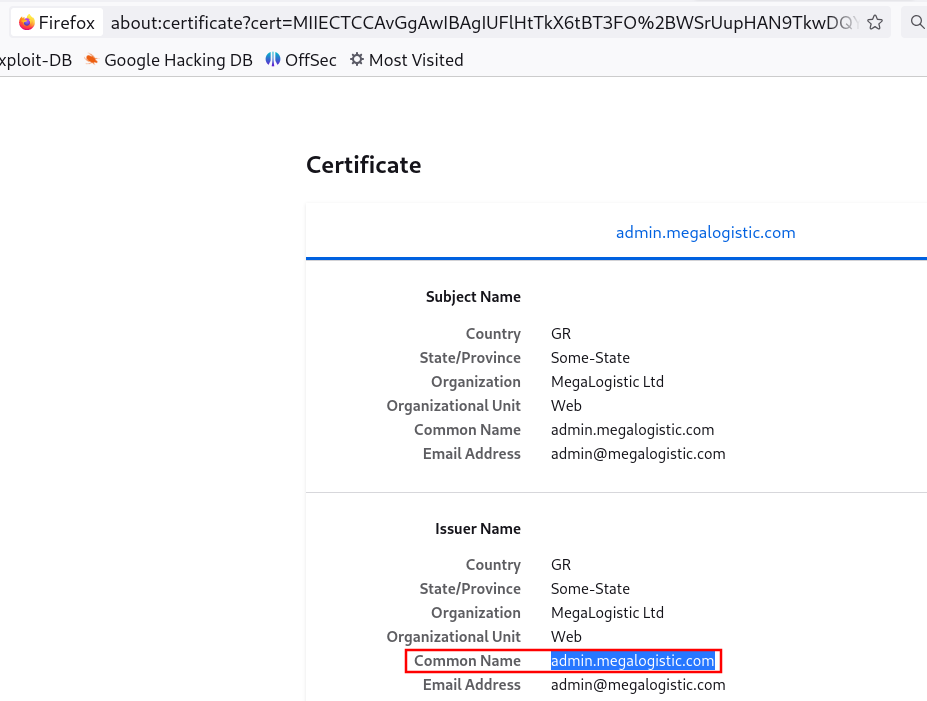 Firefox about:certificate?cert=MIIECTCCAvGgAwIBAgIUFlHtTkX6tBT3FO%2BWSrUupHAN9TkwDQY
xploit-DB Google Hacking DB OffSec Most Visited
Certificate
admin.megalogistic.com
Subject Name
Country GR
State/Province Some-State
Organization MegaLogistic Ltd
Organizational Unit Web
Common Name admin.megalogistic.com
Email Address admin@megalogistic.com
Issuer Name
Country GR
State/Province Some-State
Organization MegaLogistic Ltd
Organizational Unit Web
Common Name admin.megalogistic.com
Email Address admin@megalogistic.com